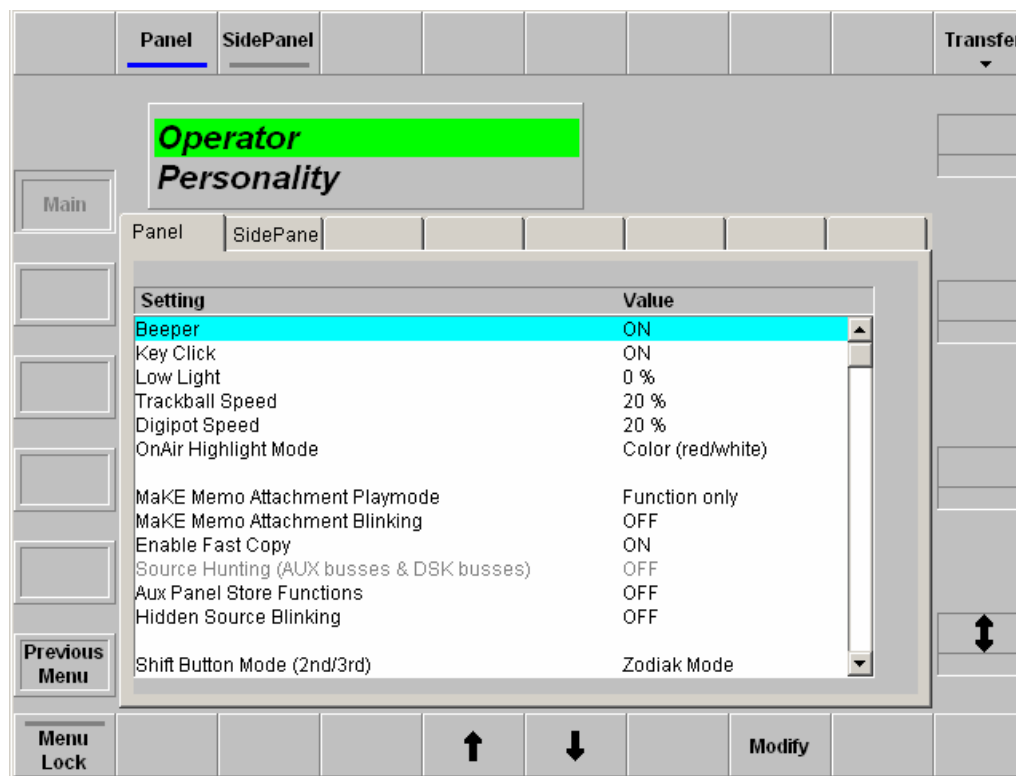 Panel SidePanel Transfer
Operator
Personality
Main
Panel SidePane
Setting Value
Beeper ON
Key Click ON
Low Light 0 %
Trackball Speed 20 %
Digipot Speed 20 %
OnAir Highlight Mode Color (red/white)
MaKE Memo Attachment Playmode Function only
MaKE Memo Attachment Blinking OFF
Enable Fast Copy ON
Source Hunting (AUX busses & DSK busses) OFF
Aux Panel Store Functions OFF
Hidden Source Blinking OFF
Shift Button Mode (2nd/3rd) Zodiak Mode
Previous
Menu
Menu
Lock
Modify